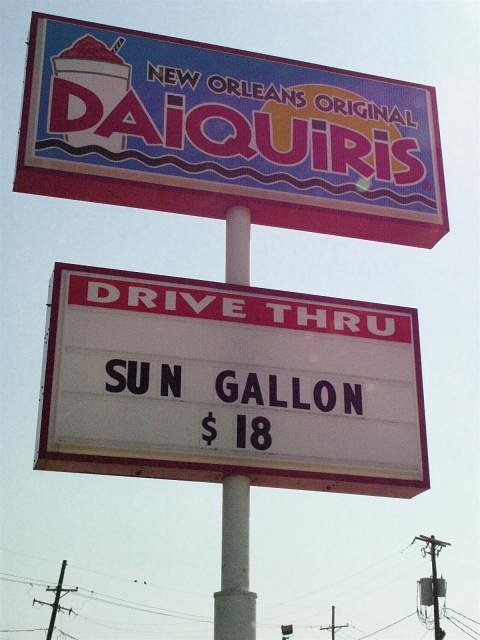 NEW ORLEANS ORIGINAL
DAiQUiRiS
DRIVE THRU
SUN GALLON
$ 18